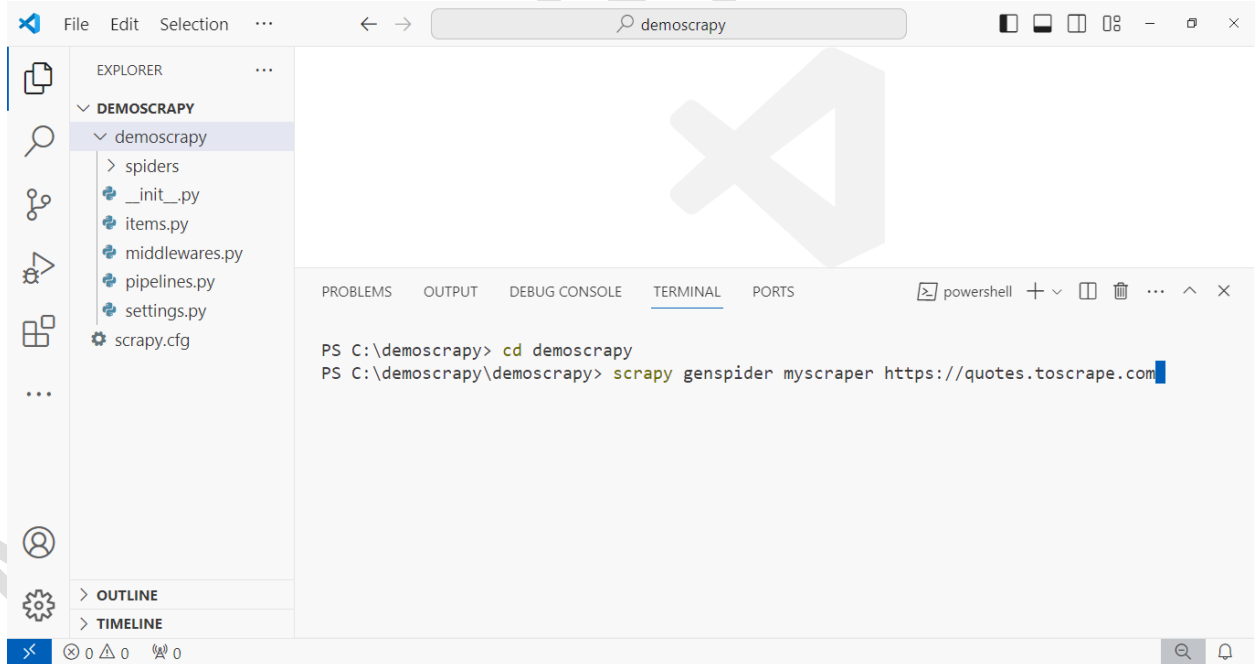 File Edit Selection ···
demoscrapy
EXPLORER ···
DEMOSCRAPY
demoscrapy
spiders
__init__.py
items.py
middlewares.py
pipelines.py
settings.py
scrapy.cfg
OUTLINE
TIMELINE
PROBLEMS OUTPUT DEBUG CONSOLE TERMINAL PORTS powershell
PS C:\demoscrapy> cd demoscrapy
PS C:\demoscrapy\demoscrapy> scrapy genspider myscraper https://quotes.toscrape.com
0 0 0